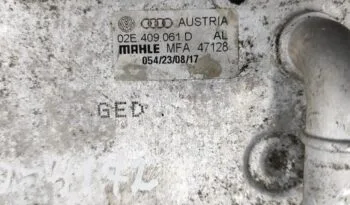 AUSTRIA
02E 409 061 D AL
MAHLE MFA 47128
054/23/08/17
GED